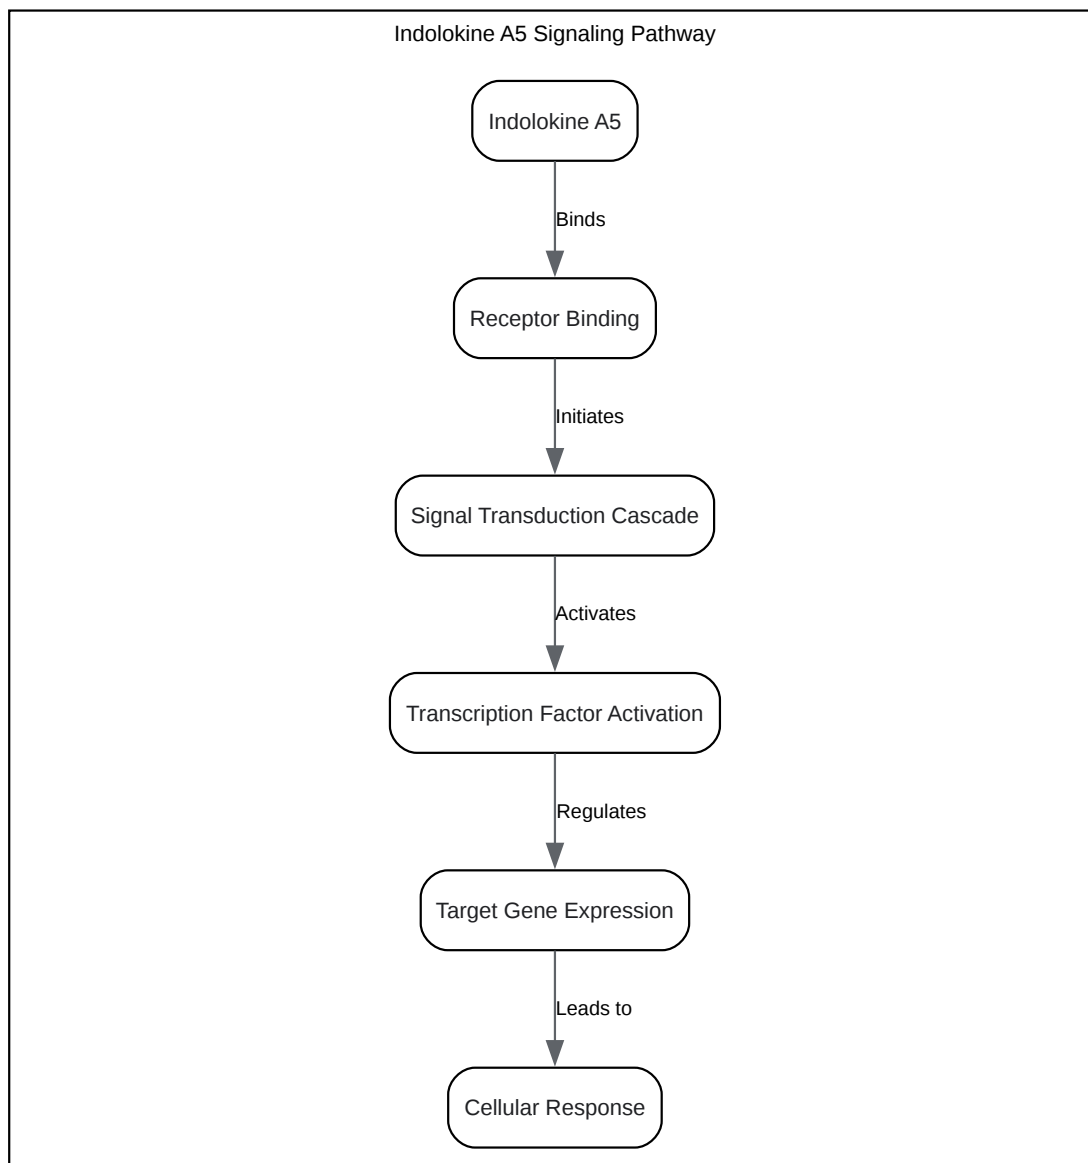 Indolokine A5 Signaling Pathway
Indolokine A5
Binds
Receptor Binding
Initiates
Signal Transduction Cascade
Activates
Transcription Factor Activation
Regulates
Target Gene Expression
Leads to
Cellular Response